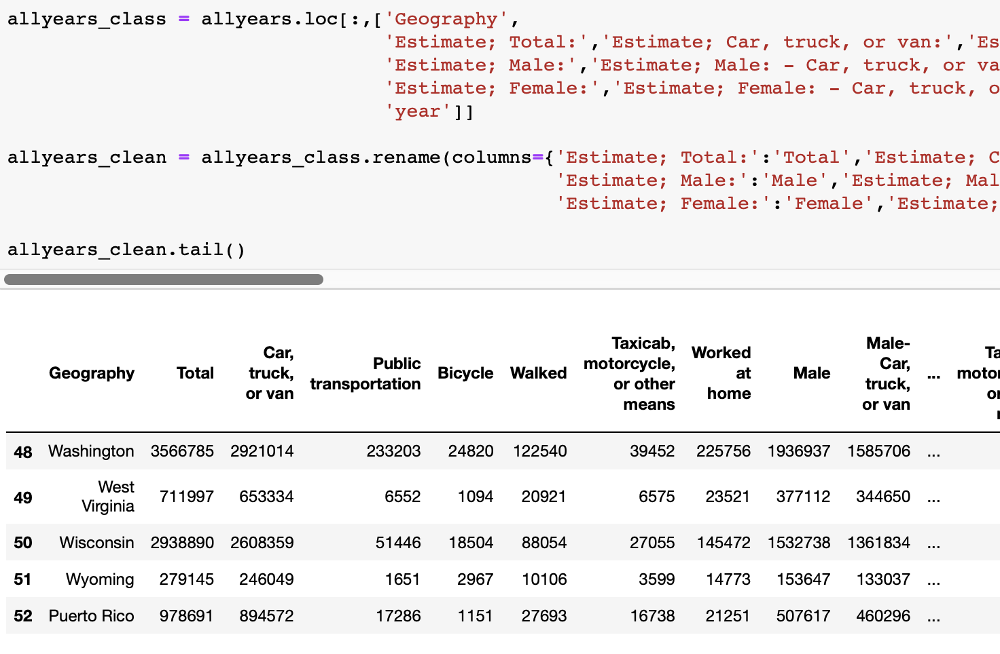 allyears_class = allyears.loc[:,['Geography',
'Estimate; Total:','Estimate; Car, truck, or van:','Es
'Estimate; Male:','Estimate; Male: - Car, truck, or va
'Estimate; Female:','Estimate; Female: - Car, truck, o
'year']]
allyears_clean = allyears_class.rename(columns={'Estimate; Total:':'Total','Estimate; C
'Estimate; Male:':'Male','Estimate; Mal
'Estimate; Female:':'Female','Estimate;
allyears_clean.tail()
Geography Total Car, truck, or van Public transportation Bicycle Walked Taxicab, motorcycle, or other means Worked at home Male Male- Car, truck, or van ... Ta motor or
48 Washington 3566785 2921014 233203 24820 122540 39452 225756 1936937 1585706 ...
49 West Virginia 711997 653334 6552 1094 20921 6575 23521 377112 344650 ...
50 Wisconsin 2938890 2608359 51446 18504 88054 27055 145472 1532738 1361834 ...
51 Wyoming 279145 246049 1651 2967 10106 3599 14773 153647 133037 ...
52 Puerto Rico 978691 894572 17286 1151 27693 16738 21251 507617 460296 ...